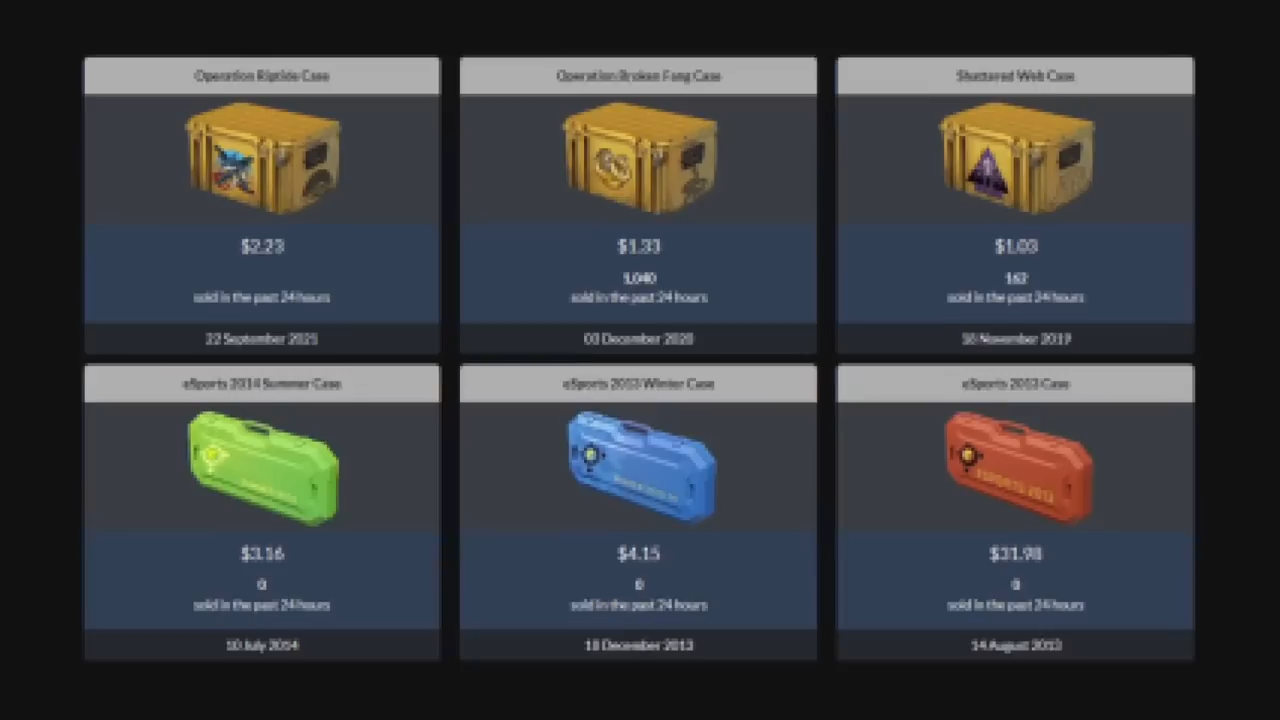 Operation Riptide Case
Operation Broken Fang Case
Shattered Web Case
$2.23
$1.33
$1.03
1,040
162
sold in the past 24 hours
sold in the past 24 hours
sold in the past 24 hours
22 September 2021
03 December 2020
18 November 2019
eSports 2014 Summer Case
eSports 2013 Winter Case
eSports 2013 Case
ESPORTS 2013
$3.16
$4.15
$31.98
0
0
0
sold in the past 24 hours
sold in the past 24 hours
sold in the past 24 hours
10 July 2014
18 December 2013
14 August 2013